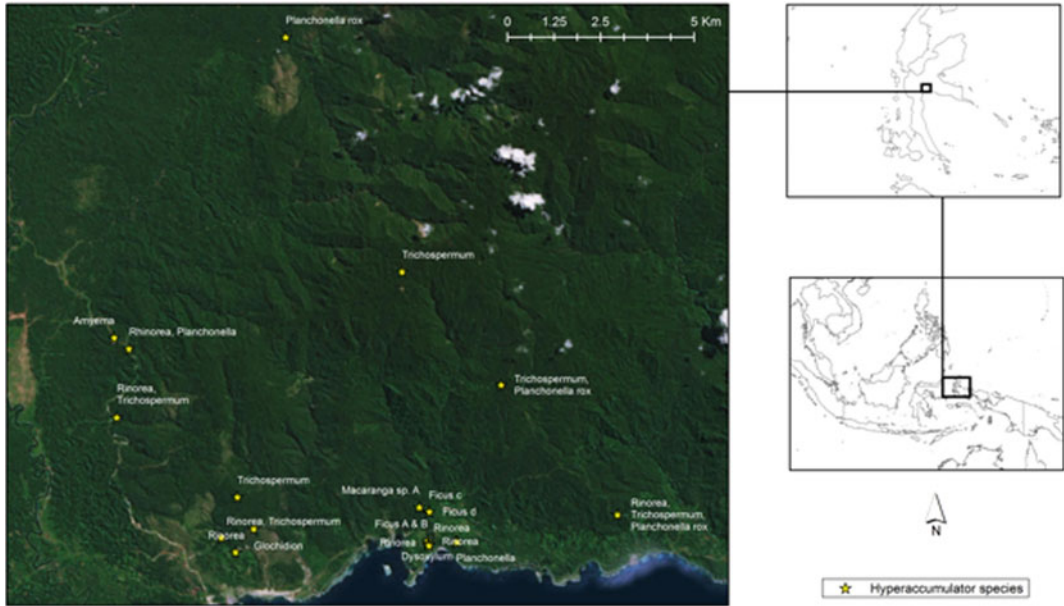 Planchonella rox
0 1.25 2.5 5 Km
Trichospermum
Amyema
Rhinorea, Planchonella
Trichospermum,
Planchonella rox
Rinorea,
Trichospermum
Trichospermum
Macaranga sp. A
Ficus c
Ficus d
Rinorea,
Trichospermum,
Planchonella rox
Rinorea, Trichospermum
Ficus A & B
Rinorea
Rinorea
Rinorea
Rinorea
Glochidion
Dysoxylum
Planchonella
N
Hyperaccumulator species